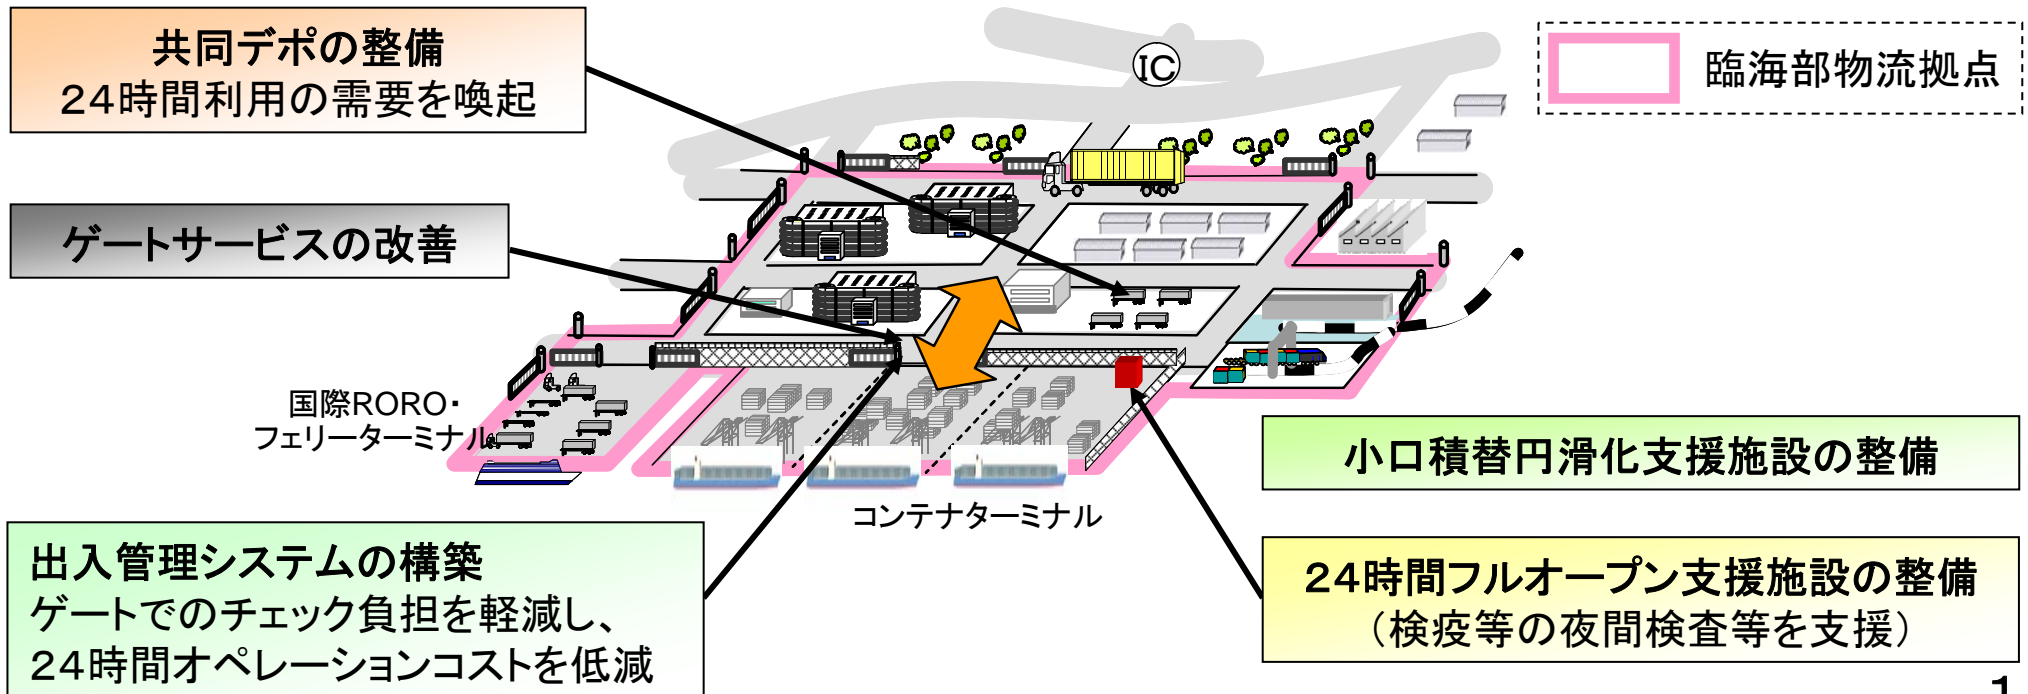 共同デポの整備
24時間利用の需要を喚起
IC
臨海部物流拠点
ゲートサービスの改善
国際RORO・
フェリーターミナル
コンテナターミナル
小口積替円滑化支援施設の整備
出入管理システムの構築
ゲートでのチェック負担を軽減し、
24時間オペレーションコストを低減
24時間フルオープン支援施設の整備
(検疫等の夜間検査等を支援)
1